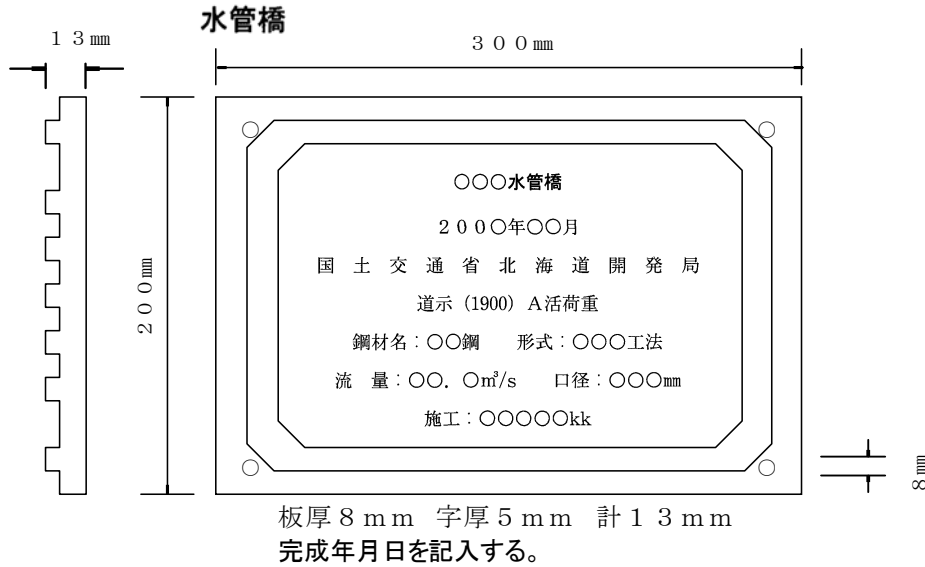 水管橋
１３㎜
３００㎜
２００㎜
○○○水管橋
２００○年○○月
国土交通省北海道開発局
道示（1900）Ａ活荷重
鋼材名：○○鋼　形式：○○○工法
流　量：○○．○㎥/s　口径：○○○㎜
施工：○○○○○kk
8㎜
板厚８ｍｍ　字厚５ｍｍ　計１３ｍｍ
完成年月日を記入する。